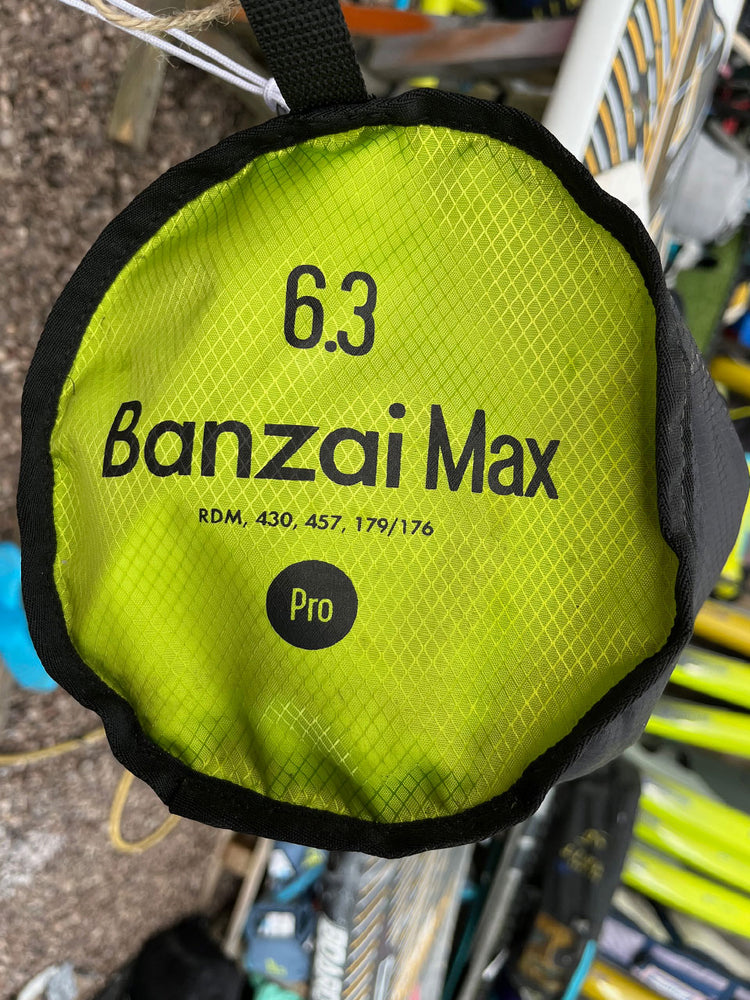 6.3
Banzai Max
RDM, 430, 457, 179/176
Pro